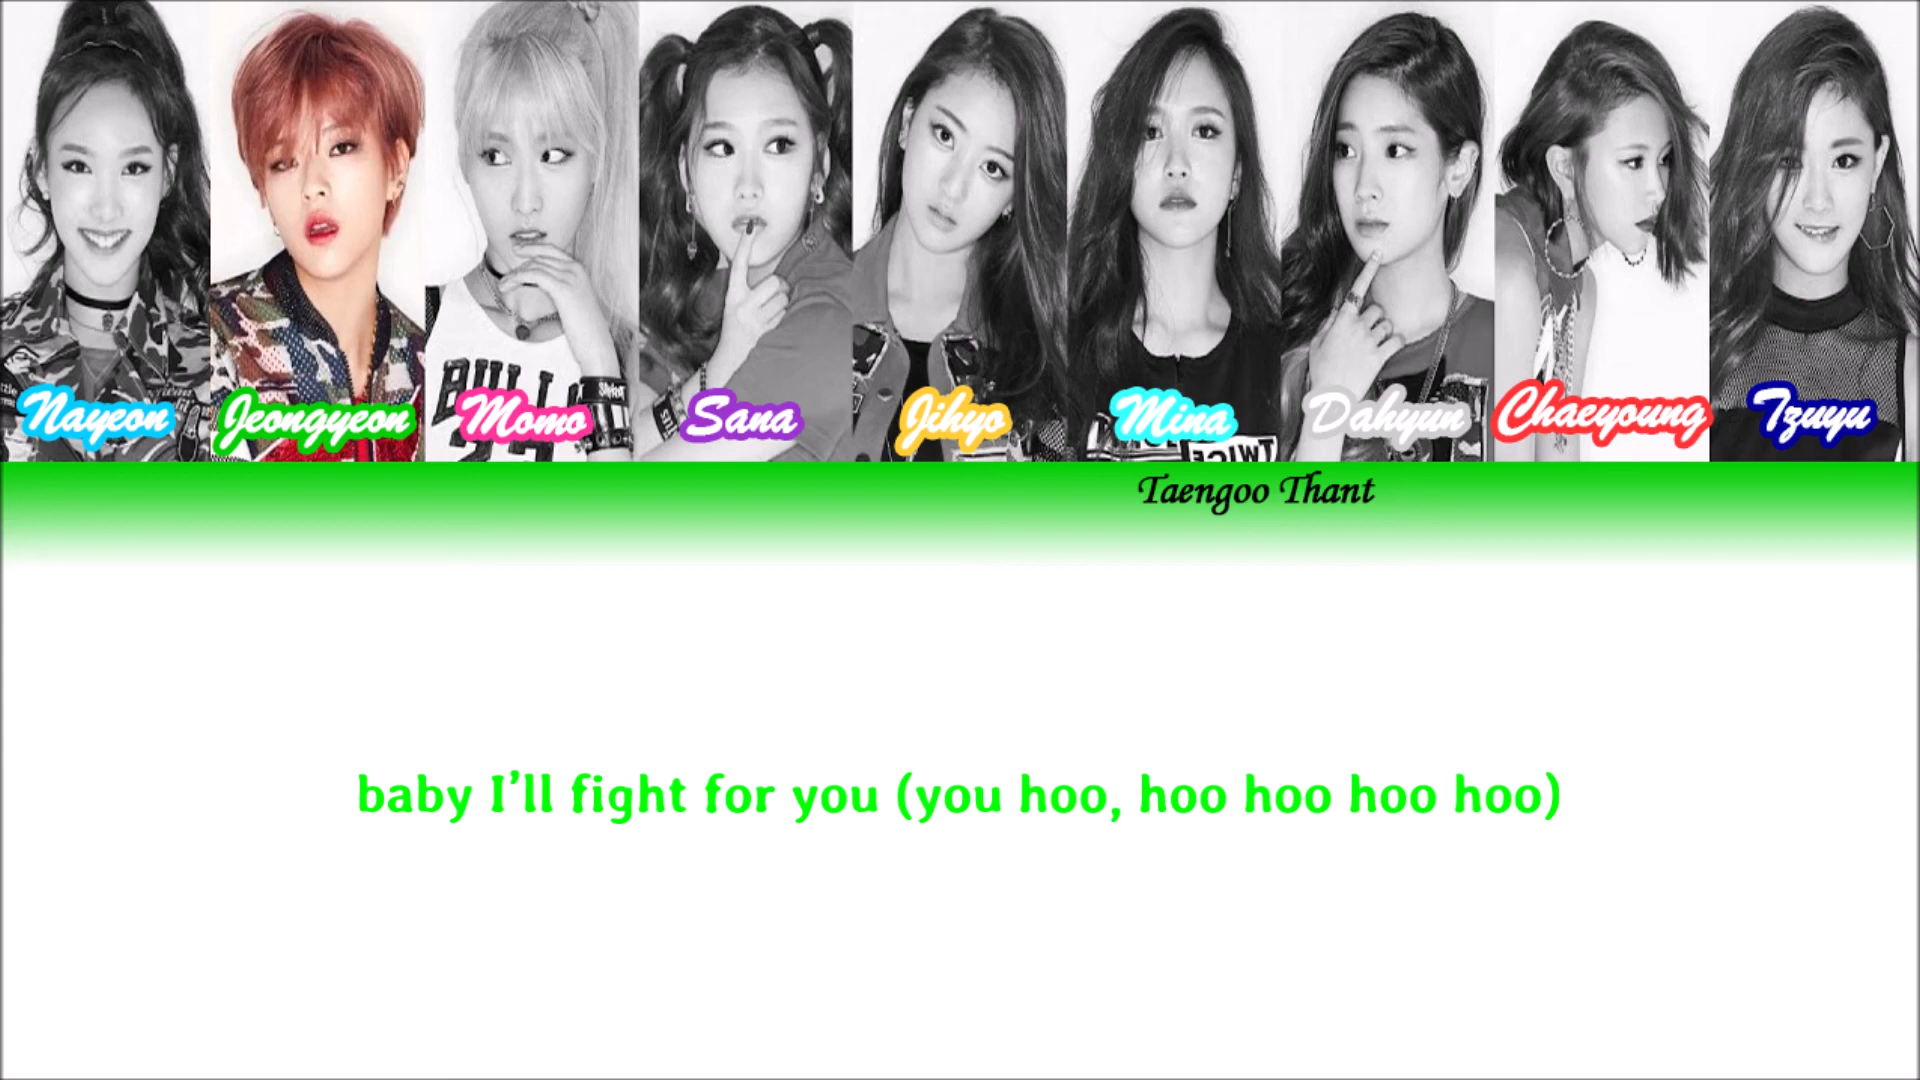 Nayeon Jeongyeon Momo Sana Jihyo Mina Dahyun Chaeyoung Tzuyu
Taengoo Thant
baby I'll fight for you (you hoo, hoo hoo hoo hoo)